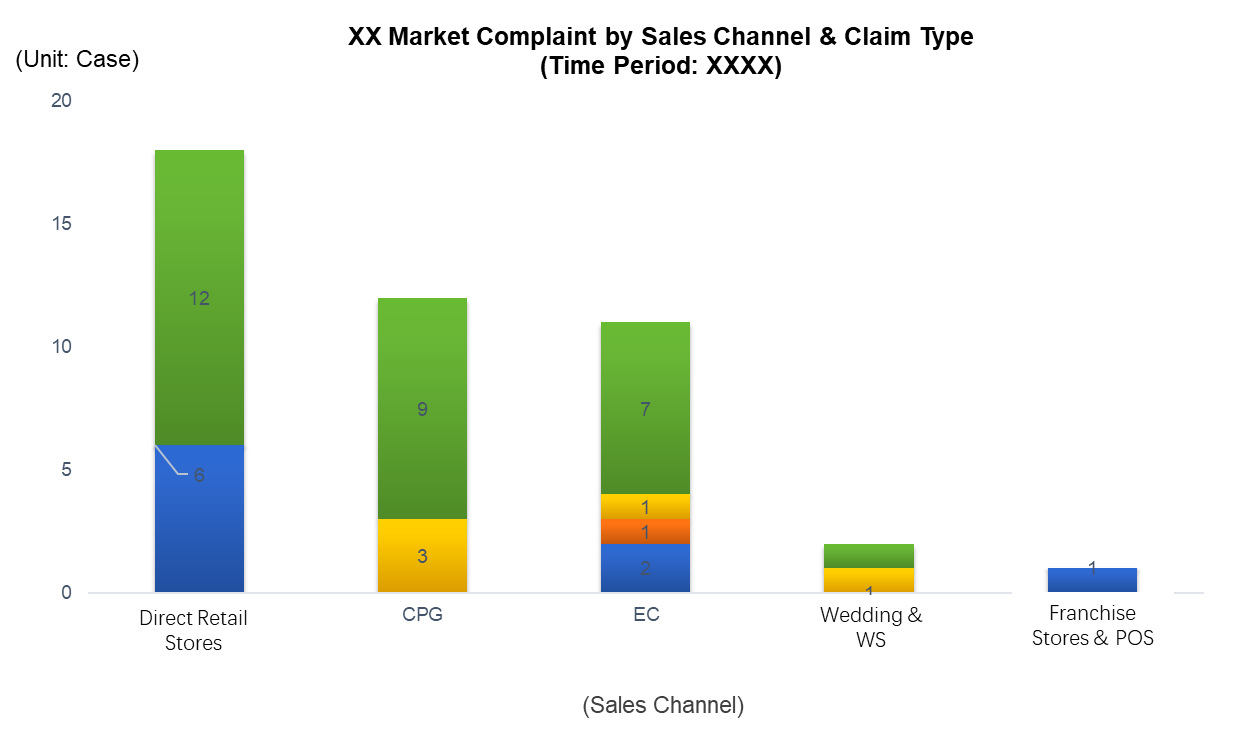 XX Market Complaint by Sales Channel & Claim Type
(Time Period: XXXX)
(Unit: Case)
20
15
10
5
0
12
6
9
3
7
1
1
2
1
1
Direct Retail
Stores
CPG
EC
Wedding &
WS
Franchise
Stores & POS
(Sales Channel)